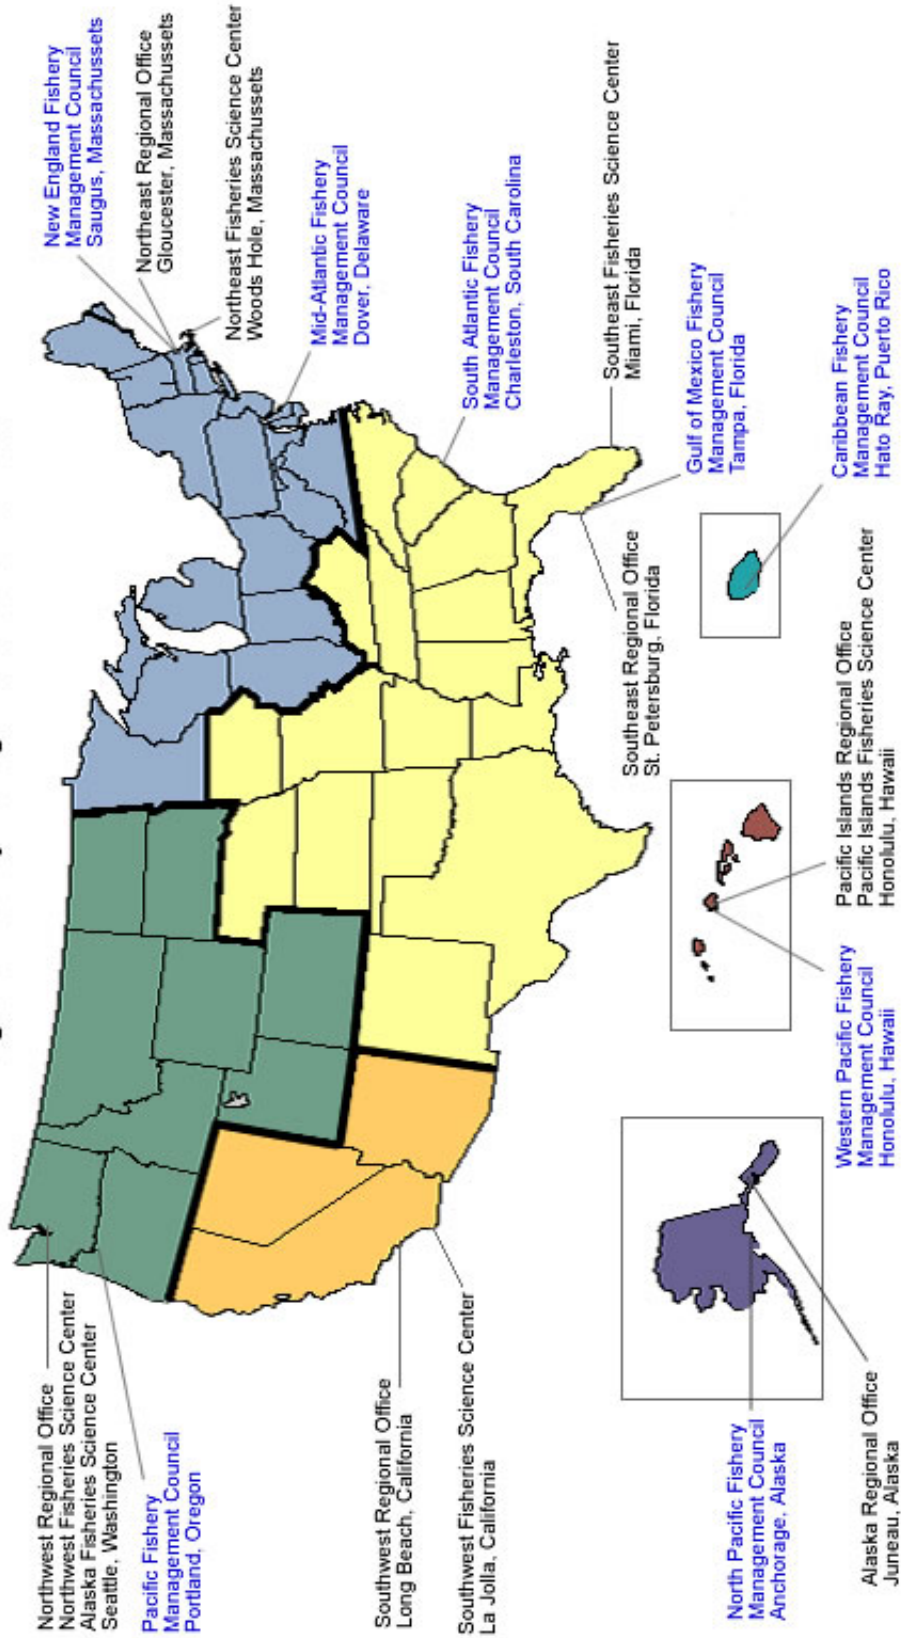 Northwest Regional Office
Northwest Fisheries Science Center
Alaska Fisheries Science Center
Seattle, Washington
Pacific Fishery
Management Council
Portland, Oregon
Southwest Regional Office
Long Beach, California
Southwest Fisheries Science Center
La Jolla, California
North Pacific Fishery
Management Council
Anchorage, Alaska
Alaska Regional Office
Juneau, Alaska
Western Pacific Fishery
Management Council
Honolulu, Hawaii
Pacific Islands Regional Office
Pacific Islands Fisheries Science Center
Honolulu, Hawaii
Southeast Regional Office
St. Petersburg, Florida
Caribbean Fishery
Management Council
Hato Ray, Puerto Rico
Gulf of Mexico Fishery
Management Council
Tampa, Florida
Southeast Fisheries Science Center
Miami, Florida
South Atlantic Fishery
Management Council
Charleston, South Carolina
Mid-Atlantic Fishery
Management Council
Dover, Delaware
Northeast Fisheries Science Center
Woods Hole, Massachussets
Northeast Regional Office
Gloucester, Massachussets
New England Fishery
Management Council
Saugus, Massachussets